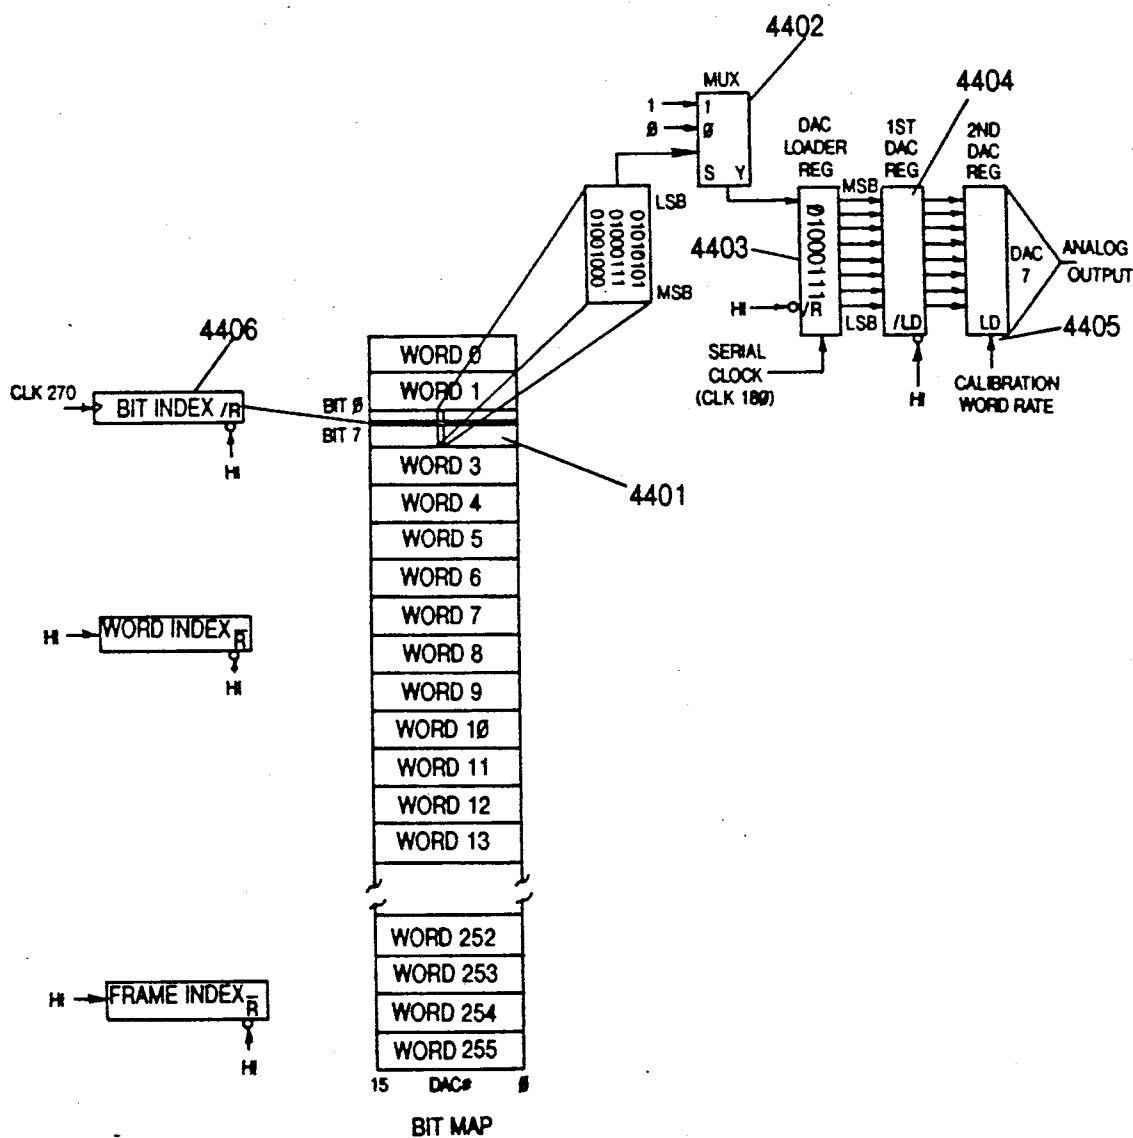 4402
MUX
1
1
Ø
Ø
S
Y
4404
DAC
LOADER
REG
1ST
DAC
REG
2ND
DAC
REG
LSB
MSB
01010101
01000111
01001000
MSB
Ø10000111
4403
HI
/R
LSB
/LD
HI
LD
DAC
7
ANALOG
OUTPUT
4405
SERIAL
CLOCK
(CLK 18Ø)
CALIBRATION
WORD RATE
4406
CLK 270
BIT INDEX /R
HI
BIT Ø
BIT 7
WORD 0
WORD 1
4401
WORD 3
WORD 4
WORD 5
WORD 6
WORD 7
WORD 8
WORD 9
WORD 1Ø
WORD 11
WORD 12
WORD 13
HI
WORD INDEX R
HI
WORD 252
WORD 253
WORD 254
WORD 255
HI
FRAME INDEX R
HI
15
DAC#
Ø
BIT MAP